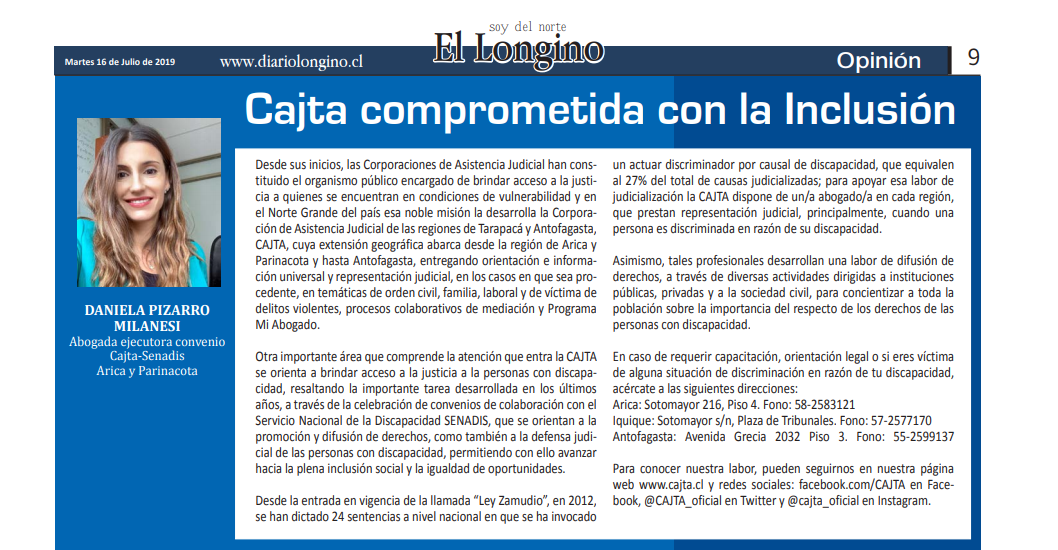 soy del norte
El Longino
Martes 16 de Julio de 2019
www.diariolongino.cl
Opinión
9
Cajta comprometida con la Inclusión
DANIELA PIZARRO
MILANESI
Abogada ejecutora convenio
Cajta-Senadis
Arica y Parinacota
Desde sus inicios, las Corporaciones de Asistencia Judicial han cons-
tituido el organismo público encargado de brindar acceso a la justi-
cia a quienes se encuentran en condiciones de vulnerabilidad y en
el Norte Grande del país esa noble misión la desarrolla la Corpora-
ción de Asistencia Judicial de las regiones de Tarapacá y Antofagasta,
CAJTA, cuya extensión geográfica abarca desde la región de Arica y
Parinacota y hasta Antofagasta, entregando orientación e informa-
ción universal y representación judicial, en los casos en que sea pro-
cedente, en temáticas de orden civil, familia, laboral y de víctima de
delitos violentes, procesos colaborativos de mediación y Programa
Mi Abogado.
Otra importante área que comprende la atención que entra la CAJTA
se orienta a brindar acceso a la justicia a la personas con discapa-
cidad, resaltando la importante tarea desarrollada en los últimos
años, a través de la celebración de convenios de colaboración con el
Servicio Nacional de la Discapacidad SENADIS, que se orientan a la
promoción y difusión de derechos, como también a la defensa judi-
cial de las personas con discapacidad, permitiendo con ello avanzar
hacia la plena inclusión social y la igualdad de oportunidades.
Desde la entrada en vigencia de la llamada “Ley Zamudio”, en 2012,
se han dictado 24 sentencias a nivel nacional en que se ha invocado
un actuar discriminador por causal de discapacidad, que equivalen
al 27% del total de causas judicializadas; para apoyar esa labor de
judicialización la CAJTA dispone de un/a abogado/a en cada región,
que prestan representación judicial, principalmente, cuando una
persona es discriminada en razón de su discapacidad.
Asimismo, tales profesionales desarrollan una labor de difusión de
derechos, a través de diversas actividades dirigidas a instituciones
públicas, privadas y a la sociedad civil, para concientizar a toda la
población sobre la importancia del respecto de los derechos de las
personas con discapacidad.
En caso de requerir capacitación, orientación legal o si eres víctima
de alguna situación de discriminación en razón de tu discapacidad,
acércate a las siguientes direcciones:
Arica: Sotomayor 216, Piso 4. Fono: 58-2583121
Iquique: Sotomayor s/n, Plaza de Tribunales. Fono: 57-2577170
Antofagasta: Avenida Grecia 2032 Piso 3. Fono: 55-2599137
Para conocer nuestra labor, pueden seguirnos en nuestra página
web www.cajta.cl y redes sociales: facebook.com/CAJTA en Face-
book, @CAJTA_oficial en Twitter y @cajta_oficial en Instagram.